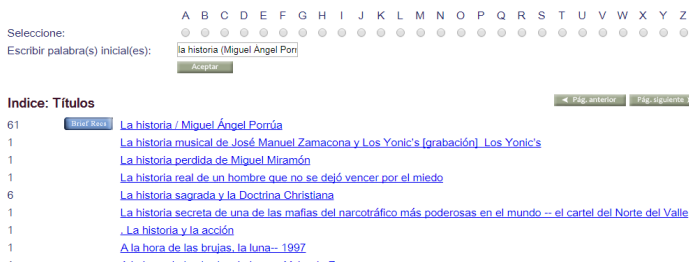 A B C D E F G H I J K L M N O P Q R S T U V W X Y Z
Seleccione:
Escribir palabra(s) inicial(es): la historia (Miguel Ángel Porr
Aceptar
Indice: Títulos
Pág. anterior Pág. siguiente
61 Brief Recs La historia / Miguel Ángel Porrúa
1 La historia musical de José Manuel Zamacona y Los Yonic's [grabación] Los Yonic's
1 La historia perdida de Miguel Miramón
1 La historia real de un hombre que no se dejó vencer por el miedo
6 La historia sagrada y la Doctrina Christiana
1 La historia secreta de una de las mafias del narcotráfico más poderosas en el mundo -- el cartel del Norte del Valle
1 . La historia y la acción
1 A la hora de las brujas, la luna-- 1997